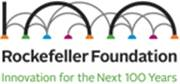 Rockefeller Foundation
Innovation for the Next 100 Years